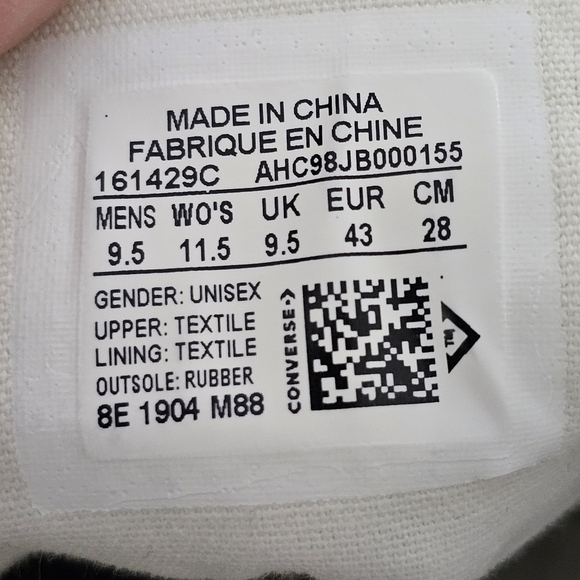 MADE IN CHINA
FABRIQUE EN CHINE
161429C AHC98JB000155
MENS WO'S UK EUR CM
9.5 11.5 9.5 43 28
GENDER: UNISEX
UPPER: TEXTILE
LINING: TEXTILE
OUTSOLE: RUBBER
8E 1904 M88
CONVERSE
TM